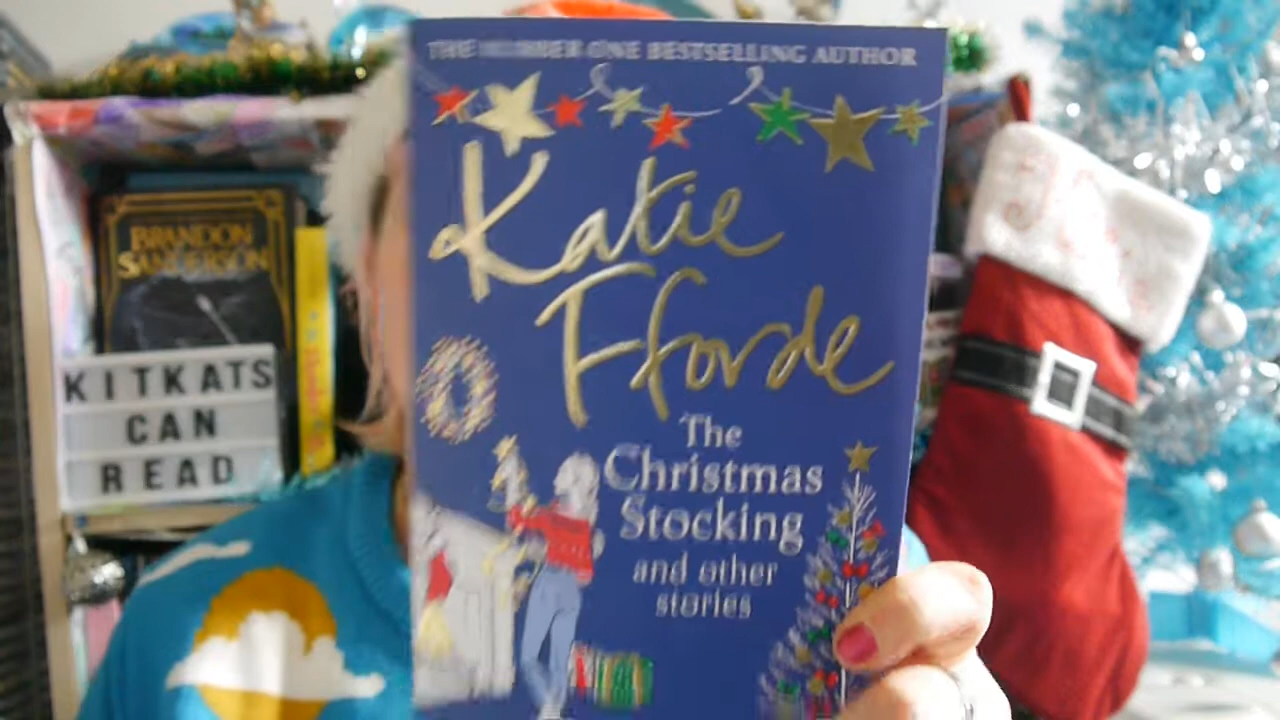 THE NUMBER ONE BESTSELLING AUTHOR
Katie
Fforde
The
Christmas
Stocking
and other
stories
BRANDON
SANDERSON
KITKATS
CAN
READ